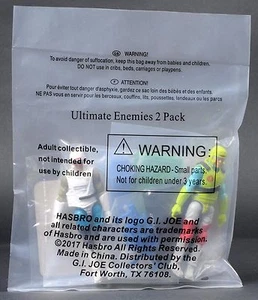 WARNING!
To avoid danger of suffocation, keep this bag away from babies and children.
DO NOT use in cribs, beds, carriages or playpens.
ATTENTION!
Pour éviter tout danger d'asphyxie, gardez ce sac loin des bébés et des enfants.
NE PAS en servir pour les berceaux, couffins, lits, poussettes, landaus ou les parcs
Ultimate Enemies 2 Pack
Adult collectible,
not intended for
use by children
WARNING:
CHOKING HAZARD - Small parts.
Not for children under 3 years.
HASBRO and its logo G.I. JOE and
all related characters are trademarks
of Hasbro and are used with permission.
©2017 Hasbro All Rights Reserved.
Made in China. Distributed by the
G.I. JOE Collectors' Club,
Fort Worth, TX 76108.